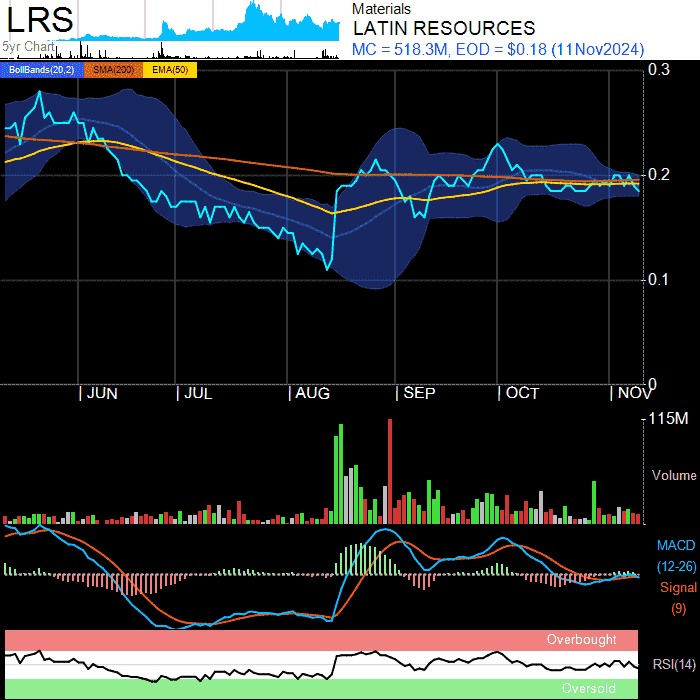 LRS
5yr Chart
Materials
LATIN RESOURCES
MC = 518.3M, EOD = $0.18 (11Nov2024)
BollBands(20,2) SMA(200) EMA(50)
0.3
0.2
0.1
0
JUN JUL AUG SEP OCT NOV
115M
Volume
MACD
(12-26)
Signal
(9)
Overbought
RSI(14)
Oversold